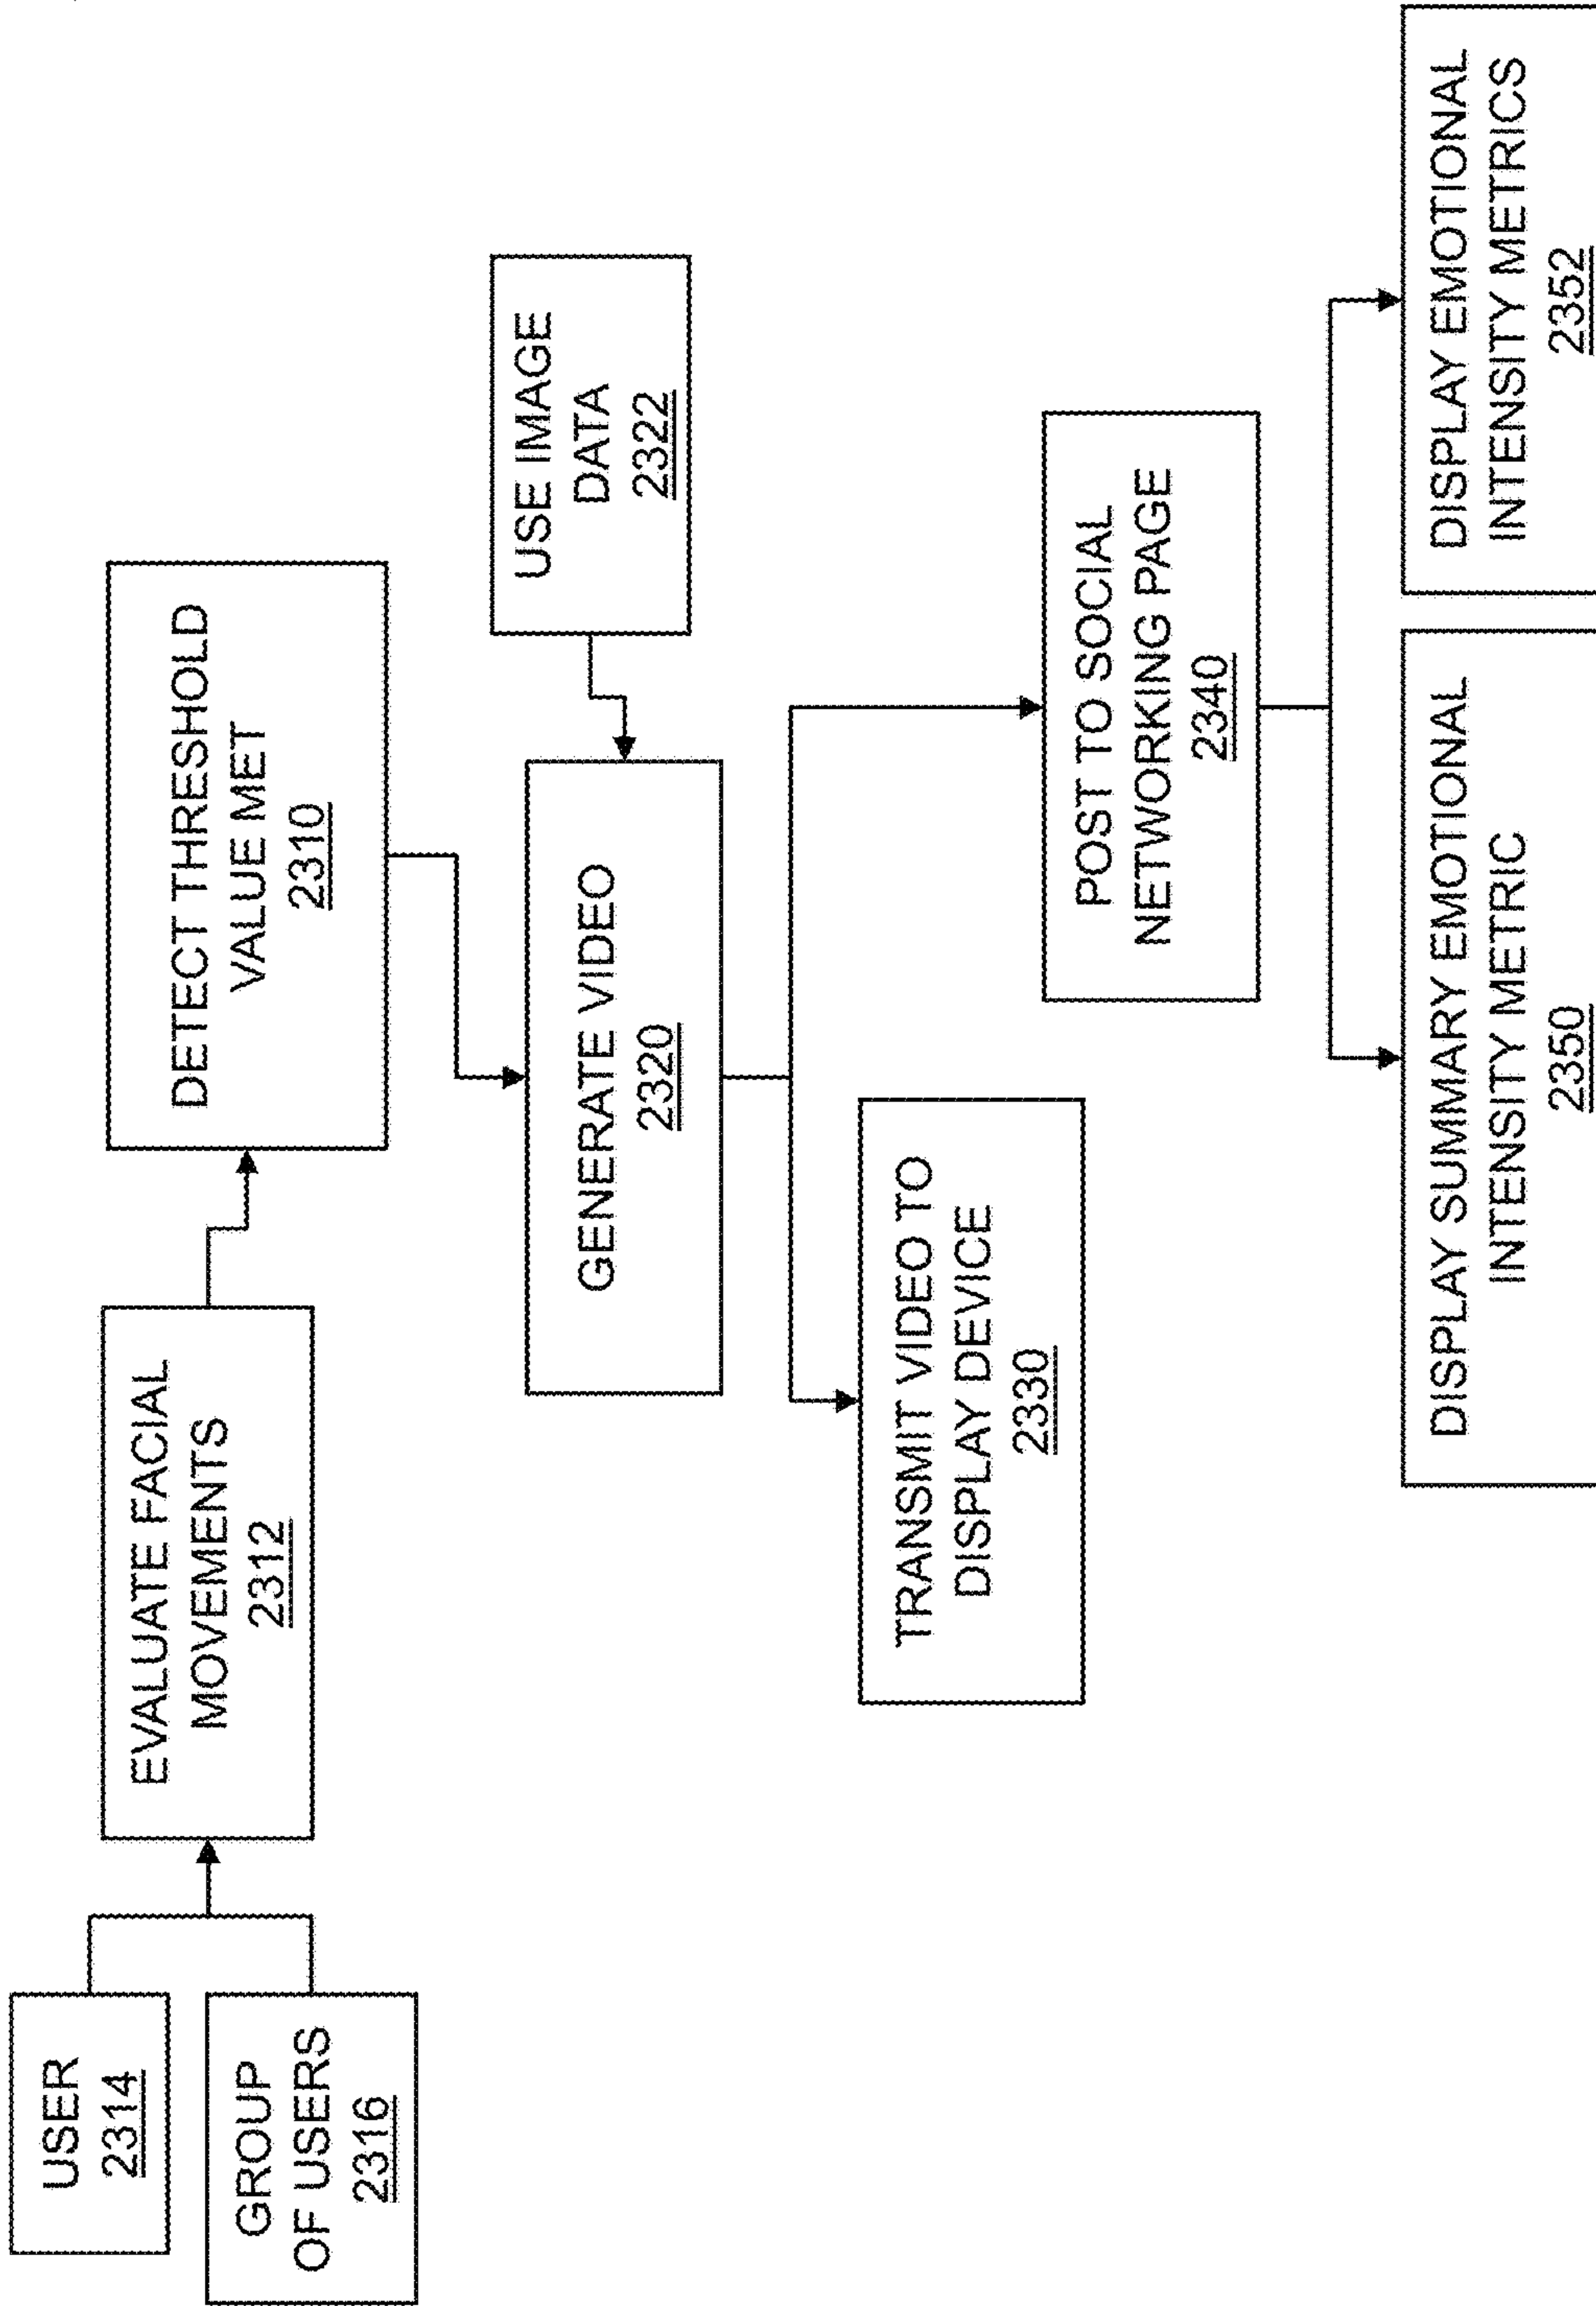 USER
2314
GROUP
OF USERS
2316
EVALUATE FACIAL
MOVEMENTS
2312
DETECT THRESHOLD
VALUE MET
2310
GENERATE VIDEO
2320
USE IMAGE
DATA
2322
TRANSMIT VIDEO TO
DISPLAY DEVICE
2330
POST TO SOCIAL
NETWORKING PAGE
2340
DISPLAY SUMMARY EMOTIONAL
INTENSITY METRIC
2350
DISPLAY EMOTIONAL
INTENSITY METRICS
2352